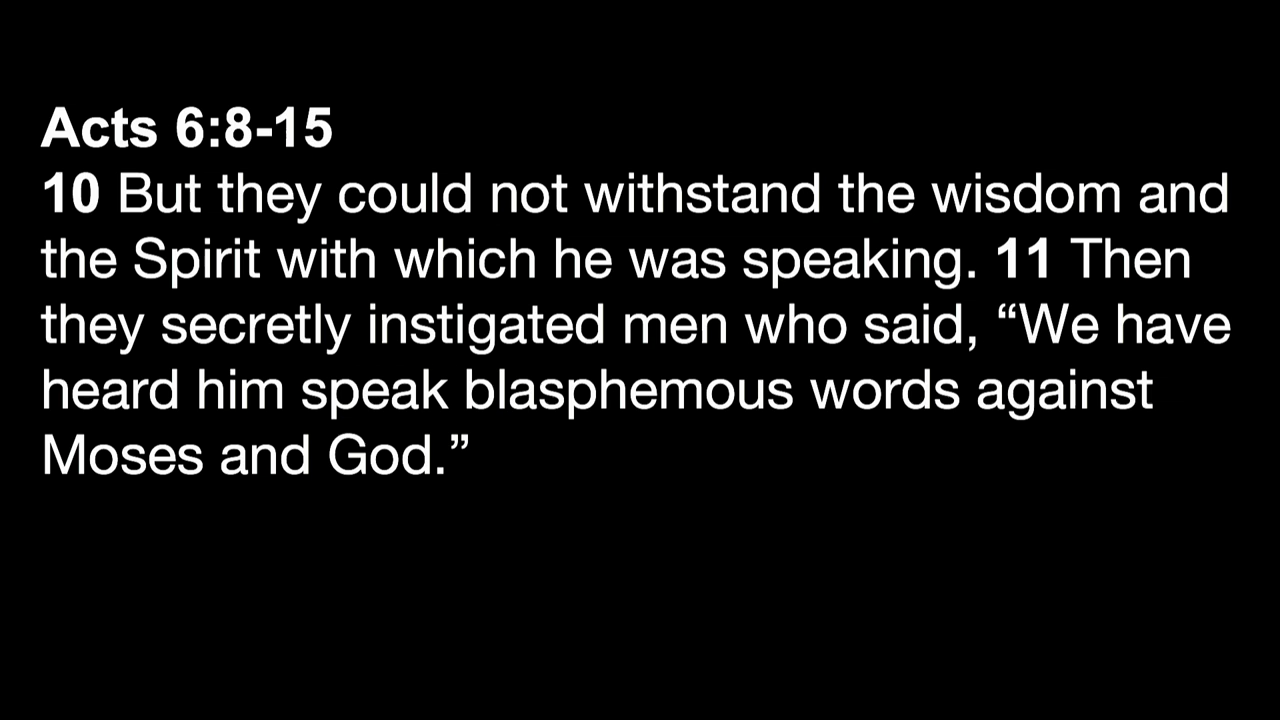 Acts 6:8-15
10 But they could not withstand the wisdom and
the Spirit with which he was speaking. 11 Then
they secretly instigated men who said, “We have
heard him speak blasphemous words against
Moses and God.”